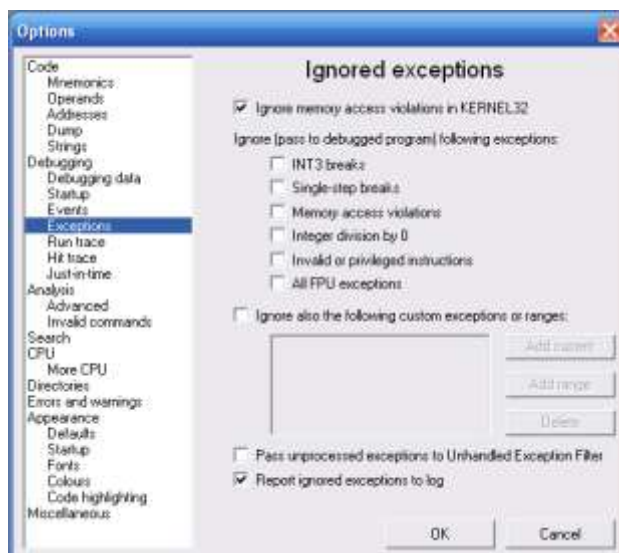 Options
Code
Mnemonics
Operands
Addresses
Dump
Strings
Debugging
Debugging data
Startup
Events
Exceptions
Run trace
Hit trace
Just-in-time
Analysis
Advanced
Invalid commands
Search
CPU
More CPU
Directories
Errors and warnings
Appearance
Defaults
Startup
Fonts
Colours
Code highlighting
Miscellaneous
Ignored exceptions
Ignore memory access violations in KERNEL32
Ignore (pass to debugged program) following exceptions:
INT3 breaks
Single-step breaks
Memory access violations
Integer division by 0
Invalid or privileged instructions
All FPU exceptions
Ignore also the following custom exceptions or ranges:
Add current
Add range
Delete
Pass unprocessed exceptions to Unhandled Exception Filter
Report ignored exceptions to log
OK
Cancel